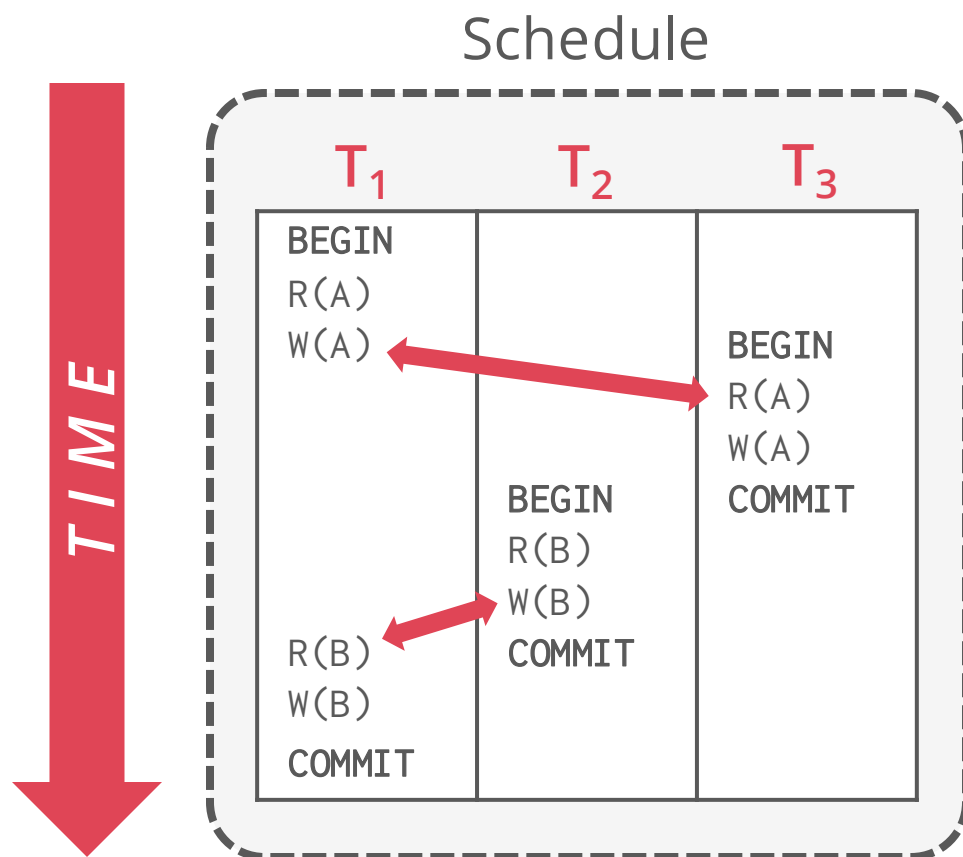 Schedule
TIME
T1 T2 T3
BEGIN
R(A)
W(A)
R(B)
W(B)
COMMIT
BEGIN
R(B)
W(B)
COMMIT
BEGIN
R(A)
W(A)
COMMIT